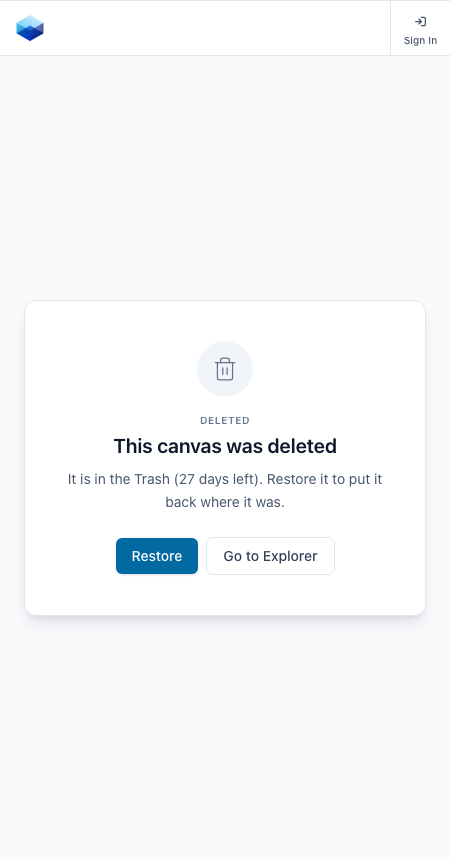 Sign In
DELETED
This canvas was deleted
It is in the Trash (27 days left). Restore it to put it
back where it was.
Restore
Go to Explorer